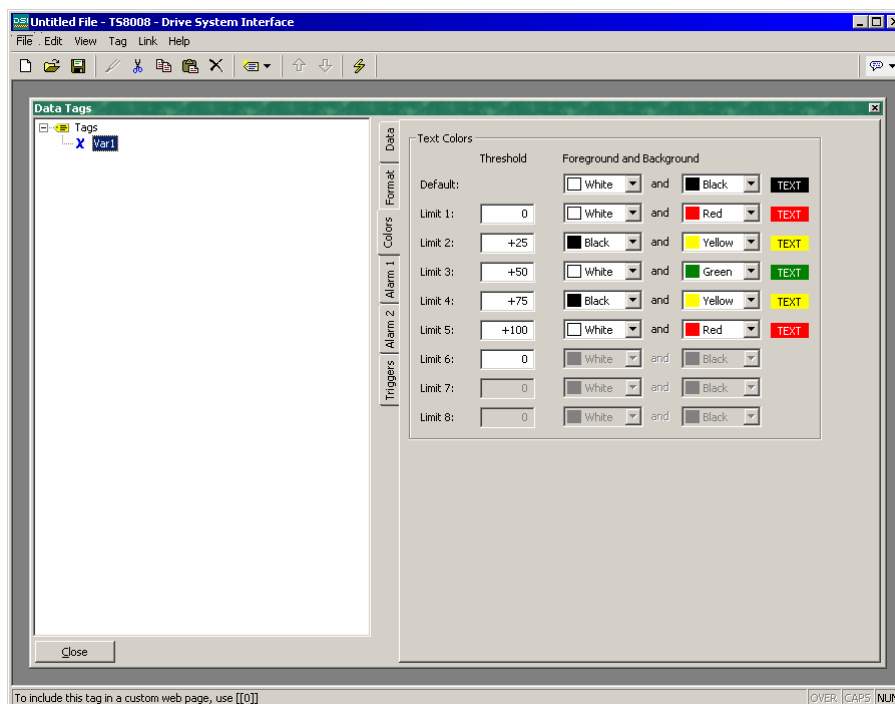 DSI Untitled File - TS8008 - Drive System Interface
File Edit View Tag Link Help
Data Tags
Tags
Var1
Data
Format
Colors
Alarm 1
Alarm 2
Triggers
Text Colors
Threshold Foreground and Background
Default: White and Black TEXT
Limit 1: 0 White and Red TEXT
Limit 2: +25 Black and Yellow TEXT
Limit 3: +50 White and Green TEXT
Limit 4: +75 Black and Yellow TEXT
Limit 5: +100 White and Red TEXT
Limit 6: 0 White and Black
Limit 7: 0 White and Black
Limit 8: 0 White and Black
Close
To include this tag in a custom web page, use [[0]] OVER CAPS NUM